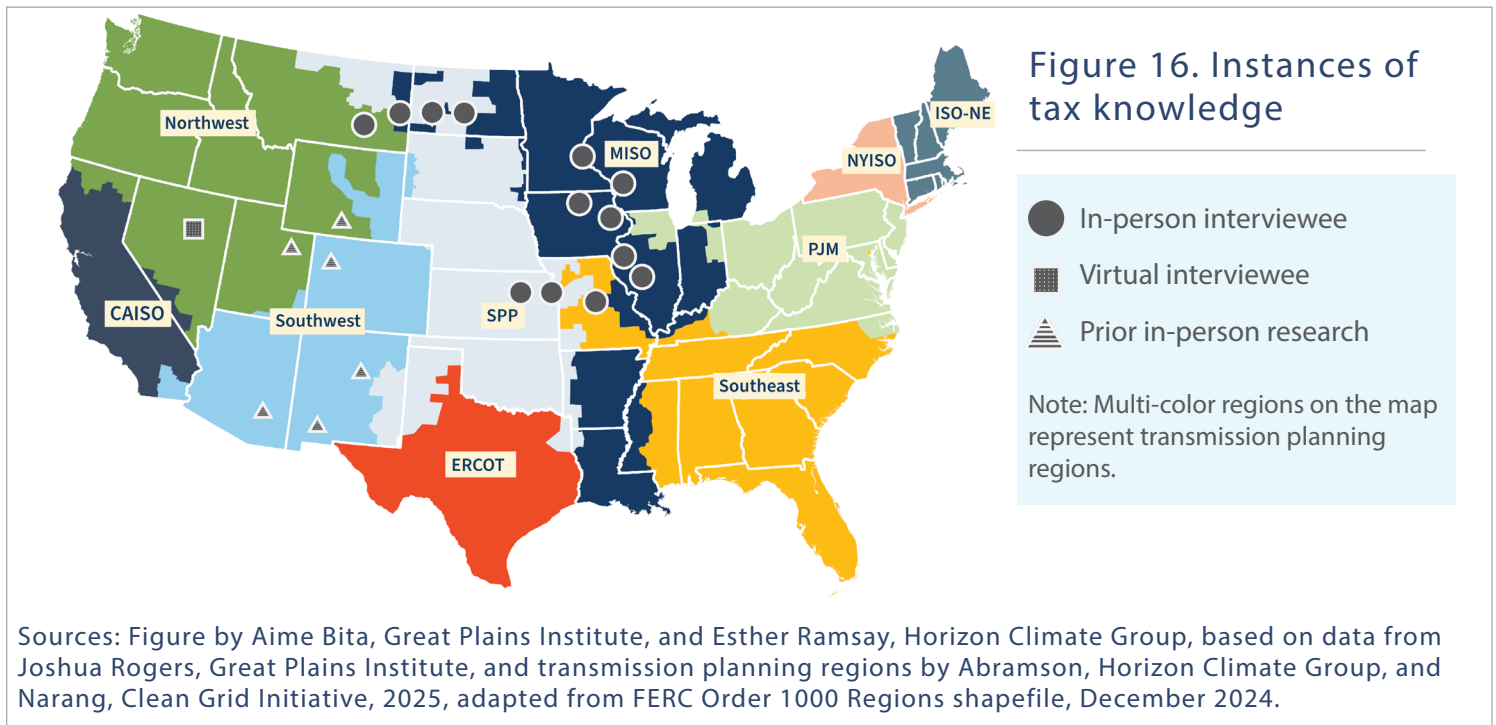 Figure 16. Instances of
tax knowledge
ISO-NE
Northwest
MISO
NYISO
In-person interviewee
PJM
Virtual interviewee
CAISO
Southwest
SPP
Prior in-person research
Southeast
Note: Multi-color regions on the map
represent transmission planning
regions.
ERCOT
Sources: Figure by Aime Bita, Great Plains Institute, and Esther Ramsay, Horizon Climate Group, based on data from
Joshua Rogers, Great Plains Institute, and transmission planning regions by Abramson, Horizon Climate Group, and
Narang, Clean Grid Initiative, 2025, adapted from FERC Order 1000 Regions shapefile, December 2024.